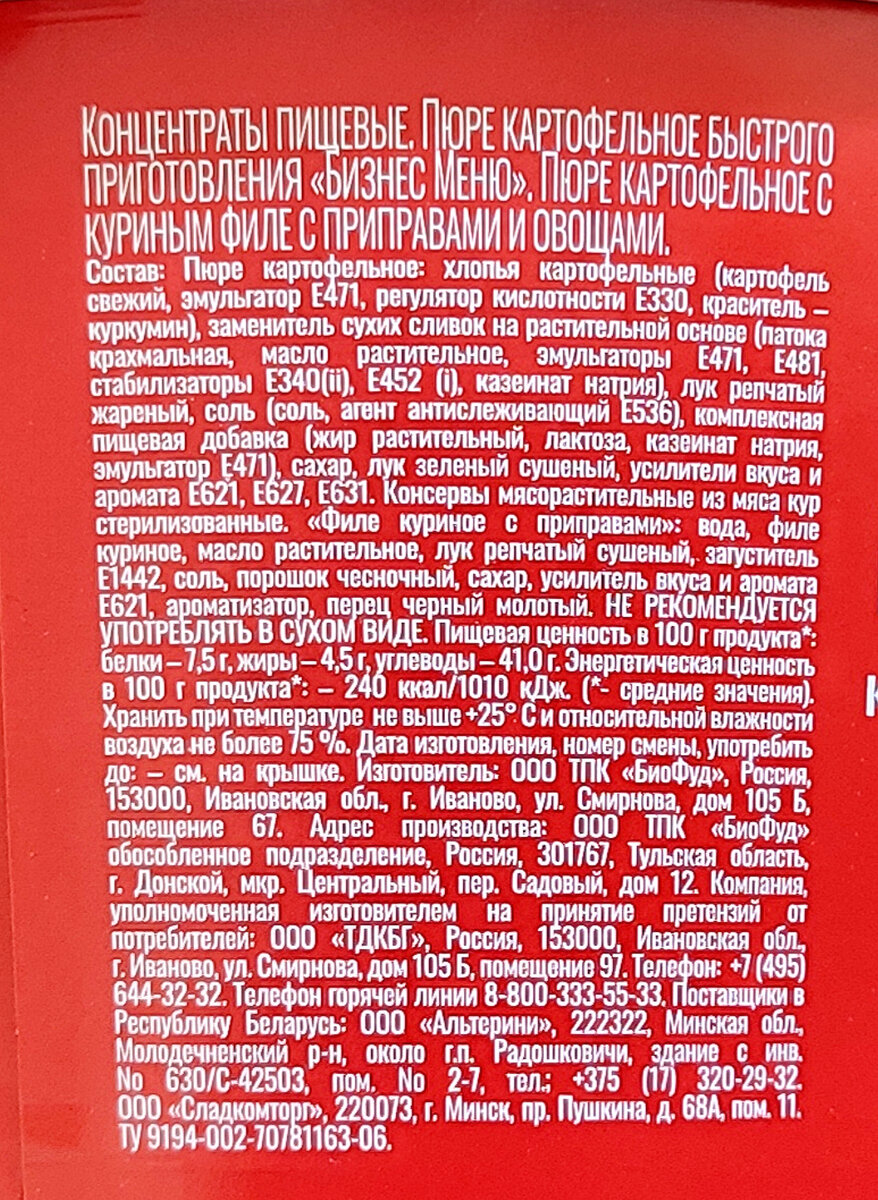 Концентраты пищевые. Пюре картофельное быстрого
приготовления «Бизнес Меню». Пюре картофельное с
куриным филе с приправами и овощами.
Состав: Пюре картофельное: хлопья картофельные (картофель
свежий, эмульгатор Е471, регулятор кислотности Е330, краситель –
куркумин), заменитель сухих сливок на растительной основе (патока
крахмальная, масло растительное, эмульгаторы Е471, Е481,
стабилизаторы Е340(ii), Е452 (i), казеинат натрия), лук репчатый
жареный, соль (соль, агент антислеживающий Е536), комплексная
пищевая добавка (жир растительный, лактоза, казеинат натрия,
эмульгатор Е471), сахар, лук зеленый сушеный, усилители вкуса и
аромата Е621, Е627, Е631. Консервы мясорастительные из мяса кур
стерилизованные. «Филе куриное с приправами»: вода, филе
куриное, масло растительное, лук репчатый сушеный, загуститель
Е1442, соль, порошок чесночный, сахар, усилитель вкуса и аромата
Е621, ароматизатор, перец черный молотый. НЕ РЕКОМЕНДУЕТСЯ
УПОТРЕБЛЯТЬ В СУХОМ ВИДЕ. Пищевая ценность в 100 г продукта*:
белки – 7,5 г, жиры – 4,5 г, углеводы – 41,0 г. Энергетическая ценность
в 100 г продукта*: – 240 ккал/1010 кДж. (*- средние значения).
Хранить при температуре не выше +25° С и относительной влажности
воздуха не более 75 %. Дата изготовления, номер смены, употребить
до: – см. на крышке. Изготовитель: ООО ТПК «БиоФуд», Россия,
153000, Ивановская обл., г. Иваново, ул. Смирнова, дом 105 Б,
помещение 67. Адрес производства: ООО ТПК «БиоФуд»
обособленное подразделение, Россия, 301767, Тульская область,
г. Донской, мкр. Центральный, пер. Садовый, дом 12. Компания,
уполномоченная изготовителем на принятие претензий от
потребителей: ООО «ТДКБГ», Россия, 153000, Ивановская обл.,
г. Иваново, ул. Смирнова, дом 105 Б, помещение 97. Телефон: +7 (495)
644-32-32. Телефон горячей линии 8-800-333-55-33. Поставщики в
Республику Беларусь: ООО «Альтерини», 222322, Минская обл.,
Молодечненский р-н, около г.п. Радошковичи, здание с инв.
No 630/С-42503, пом. No 2-7, тел.: +375 (17) 320-29-32.
ООО «Сладкомторг», 220073, г. Минск, пр. Пушкина, д. 68А, пом. 11.
ТУ 9194-002-70781163-06.